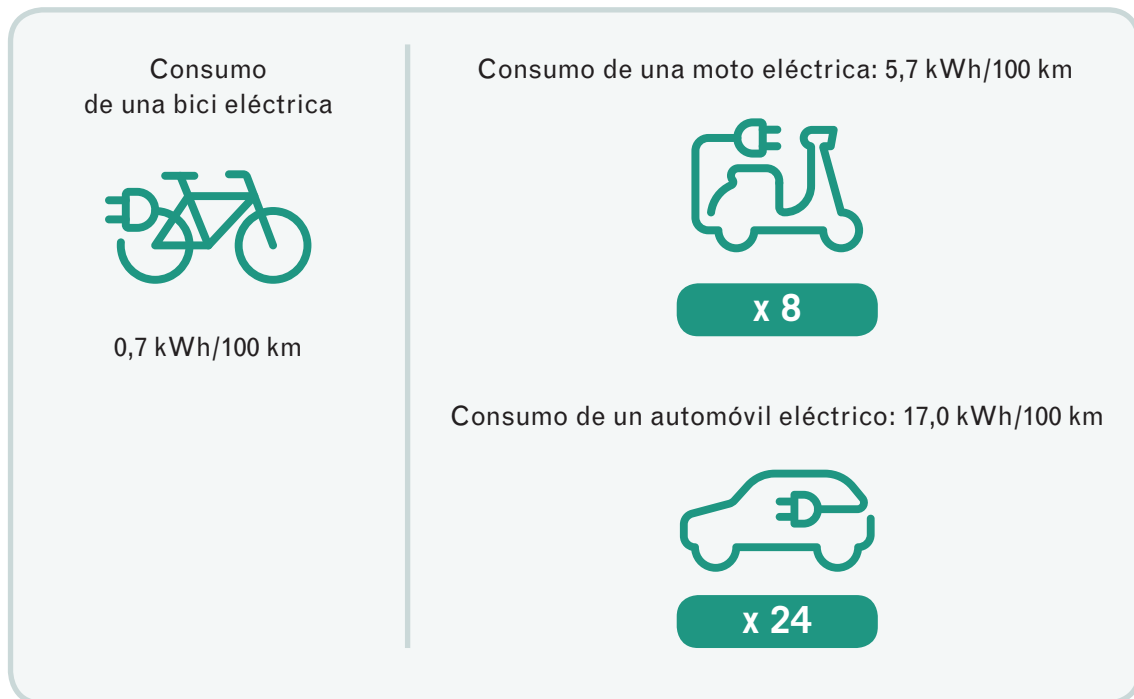 Consumo
de una bici eléctrica
0,7 kWh/100 km
Consumo de una moto eléctrica: 5,7 kWh/100 km
x 8
Consumo de un automóvil eléctrico: 17,0 kWh/100 km
x 24